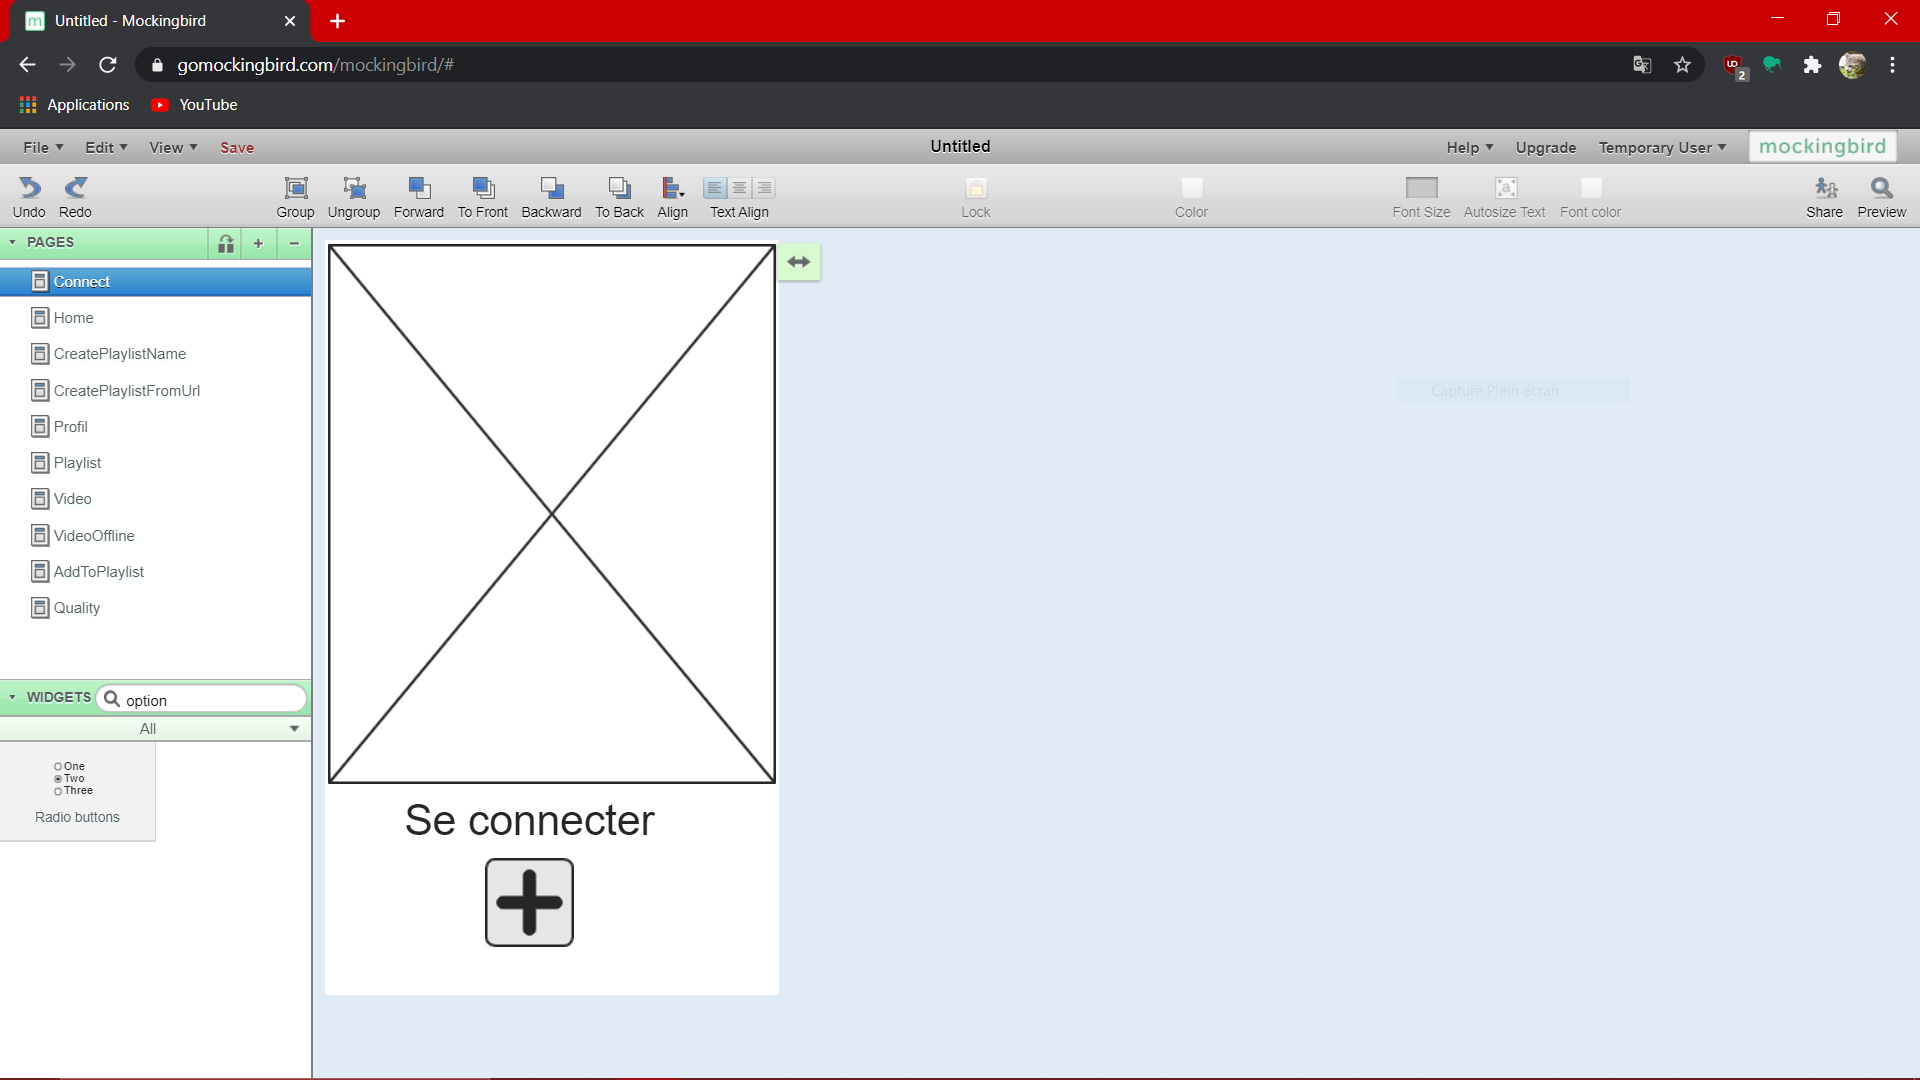 m Untitled - Mockingbird
gomockingbird.com/mockingbird/#
UO 2
Applications YouTube
File Edit View Save Untitled Help Upgrade Temporary User mockingbird
Undo Redo Group Ungroup Forward To Front Backward To Back Align Text Align Lock Color Font Size a Autosize Text Font color Share Preview
PAGES + −
Connect
Home
CreatePlaylistName
CreatePlaylistFromUrl
Capture Plein écran
Profil
Playlist
Video
VideoOffline
AddToPlaylist
Quality
WIDGETS option
All
One
Two
Three
Radio buttons
Se connecter